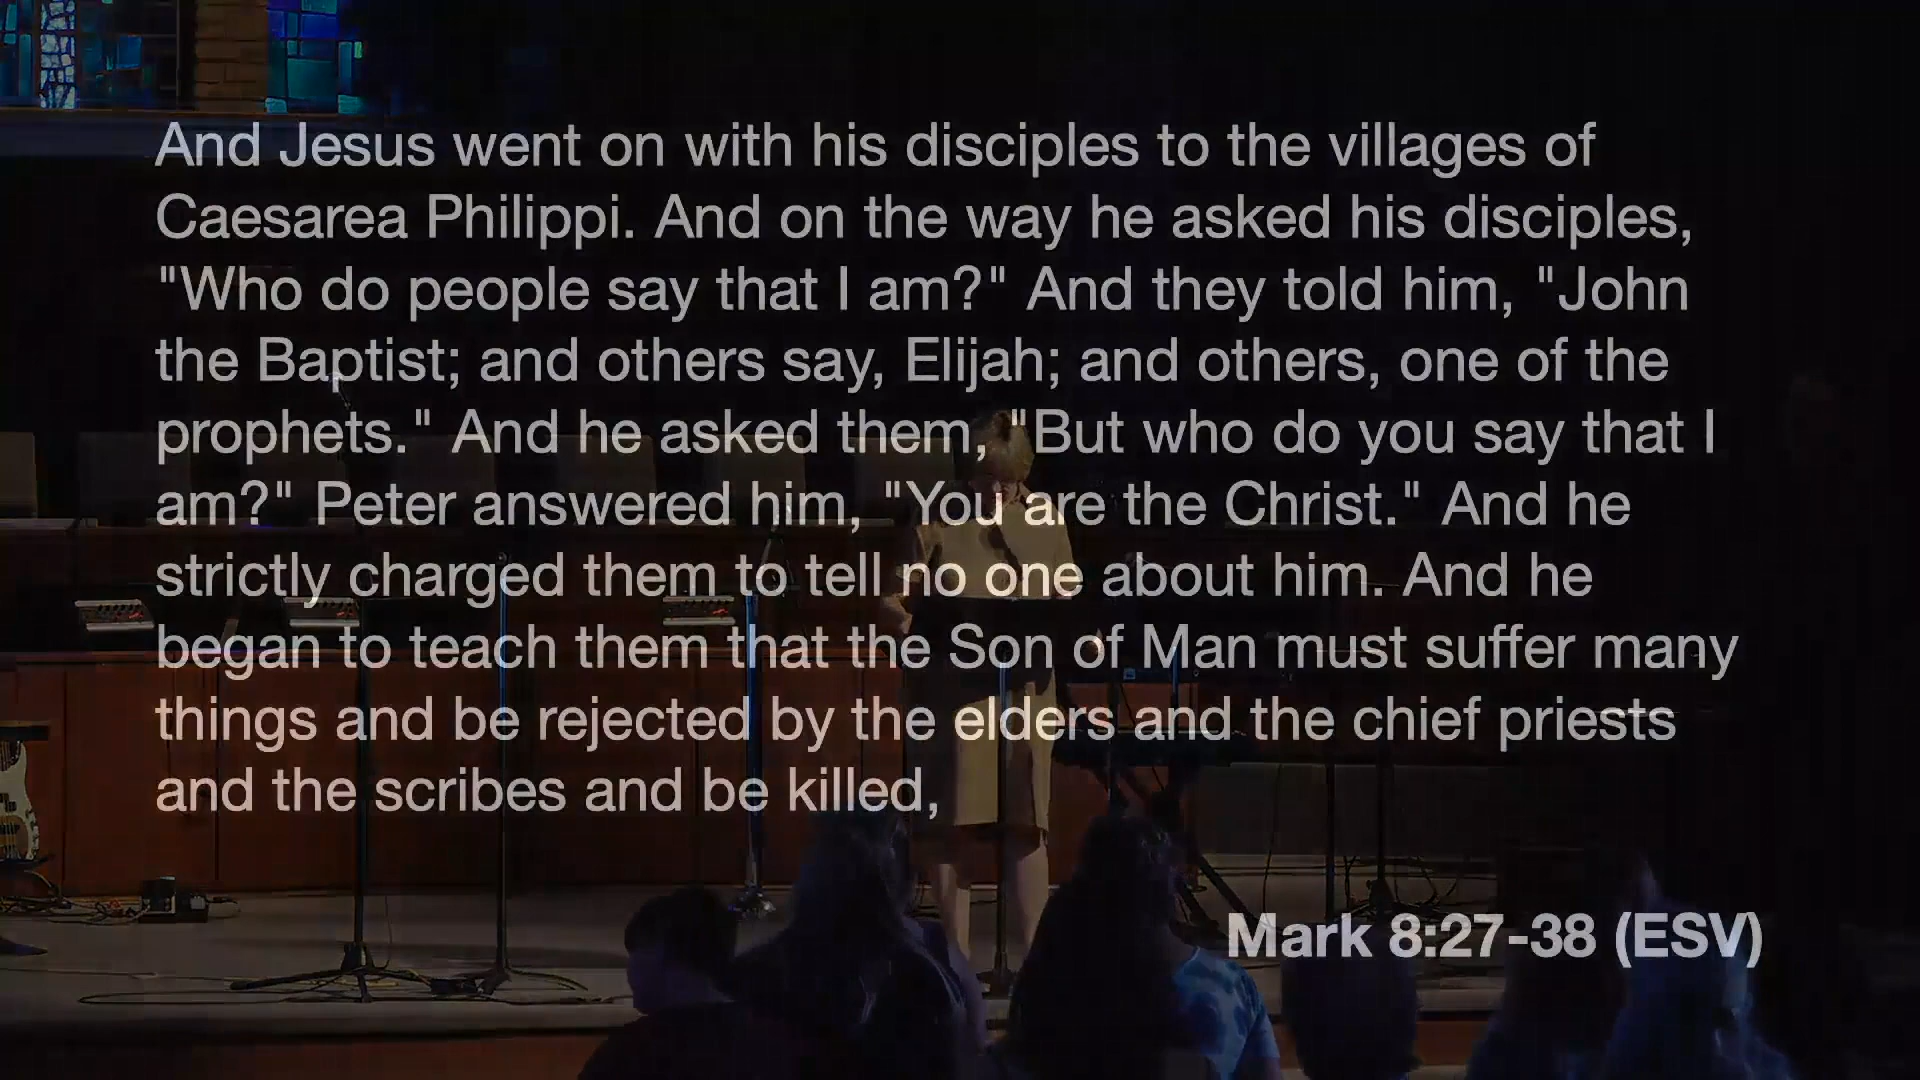 And Jesus went on with his disciples to the villages of
Caesarea Philippi. And on the way he asked his disciples,
"Who do people say that I am?" And they told him, "John
the Baptist; and others say, Elijah; and others, one of the
prophets." And he asked them, "But who do you say that I
am?" Peter answered him, "You are the Christ." And he
strictly charged them to tell no one about him. And he
began to teach them that the Son of Man must suffer many
things and be rejected by the elders and the chief priests
and the scribes and be killed,
Mark 8:27-38 (ESV)